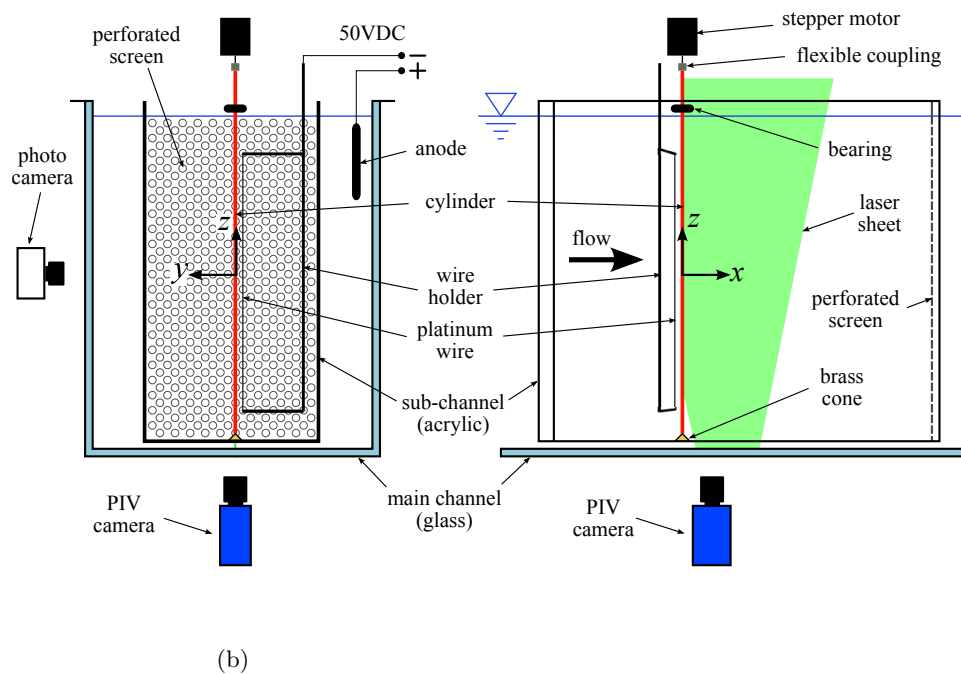 stepper motor
perforated
screen
50VDC
−
+
flexible coupling
anode
bearing
photo
camera
cylinder
laser
sheet
z
z
flow
y
x
wire
holder
perforated
screen
platinum
wire
brass
cone
sub-channel
(acrylic)
main channel
(glass)
PIV
camera
PIV
camera
(b)